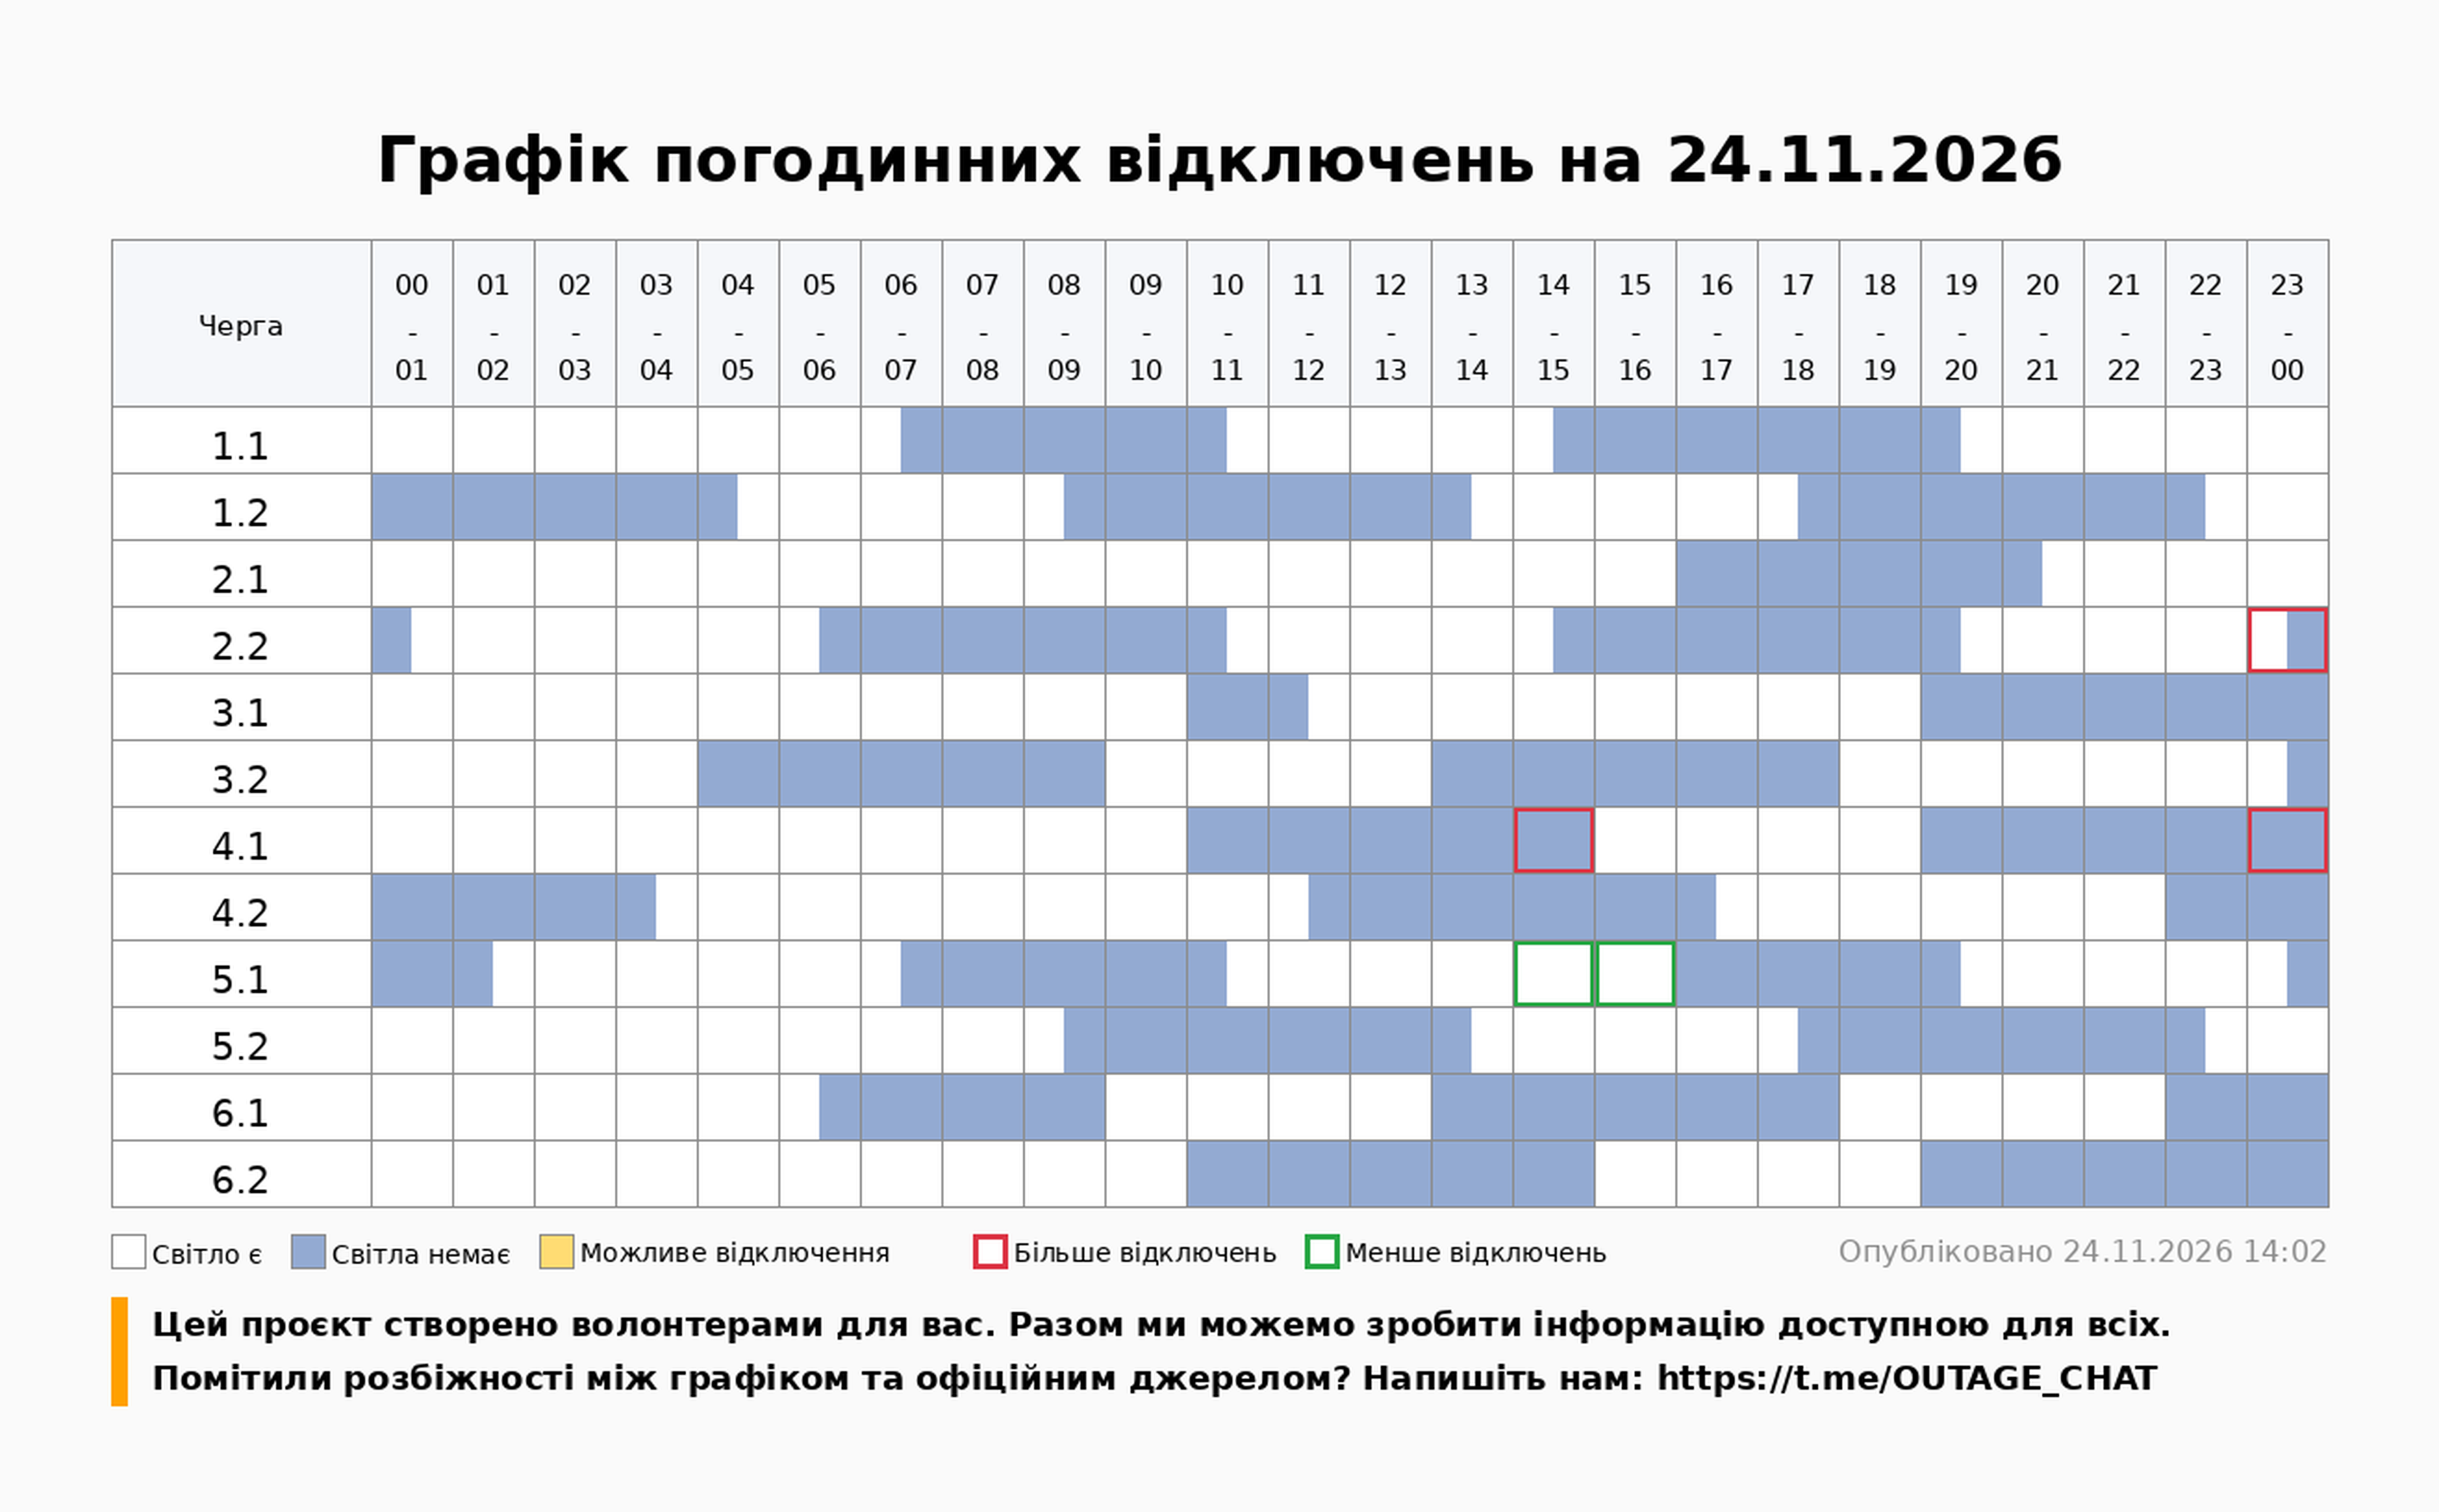 Графік погодинних відключень на 24.11.2026
Черга 00 - 01 01 - 02 02 - 03 03 - 04 04 - 05 05 - 06 06 - 07 07 - 08 08 - 09 09 - 10 10 - 11 11 - 12 12 - 13 13 - 14 14 - 15 15 - 16 16 - 17 17 - 18 18 - 19 19 - 20 20 - 21 21 - 22 22 - 23 23 - 00
1.1
1.2
2.1
2.2
3.1
3.2
4.1
4.2
5.1
5.2
6.1
6.2
Світло є Світла немає Можливе відключення Більше відключень Менше відключень Опубліковано 24.11.2026 14:02
Цей проєкт створено волонтерами для вас. Разом ми можемо зробити інформацію доступною для всіх.
Помітили розбіжності між графіком та офіційним джерелом? Напишіть нам: https://t.me/OUTAGE_CHAT